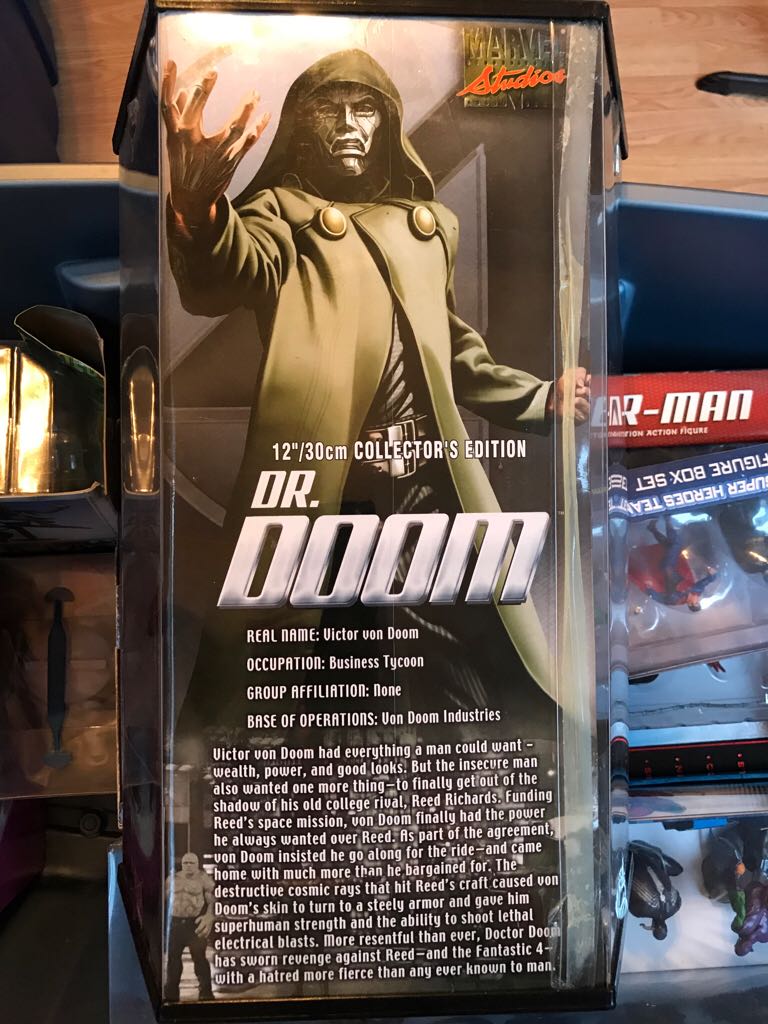 MARVEL
Studios
12"/30cm COLLECTOR'S EDITION
DR.
DOOM
REAL NAME: Victor von Doom
OCCUPATION: Business Tycoon
GROUP AFFILIATION: None
BASE OF OPERATIONS: Von Doom Industries
Victor von Doom had everything a man could want –
wealth, power, and good looks. But the insecure man
also wanted one more thing—to finally get out of the
shadow of his old college rival, Reed Richards. Funding
Reed's space mission, von Doom finally had the power
he always wanted over Reed. As part of the agreement,
von Doom insisted he go along for the ride—and came
home with much more than he bargained for. The
destructive cosmic rays that hit Reed's craft caused von
Doom's skin to turn to a steely armor and gave him
superhuman strength and the ability to shoot lethal
electrical blasts. More resentful than ever, Doctor Doom
has sworn revenge against Reed—and the Fantastic 4—
with a hatred more fierce than any ever known to man.
AR-MAN
ACTION FIGURE
SUPER HEROES
FIGURE BOX SET